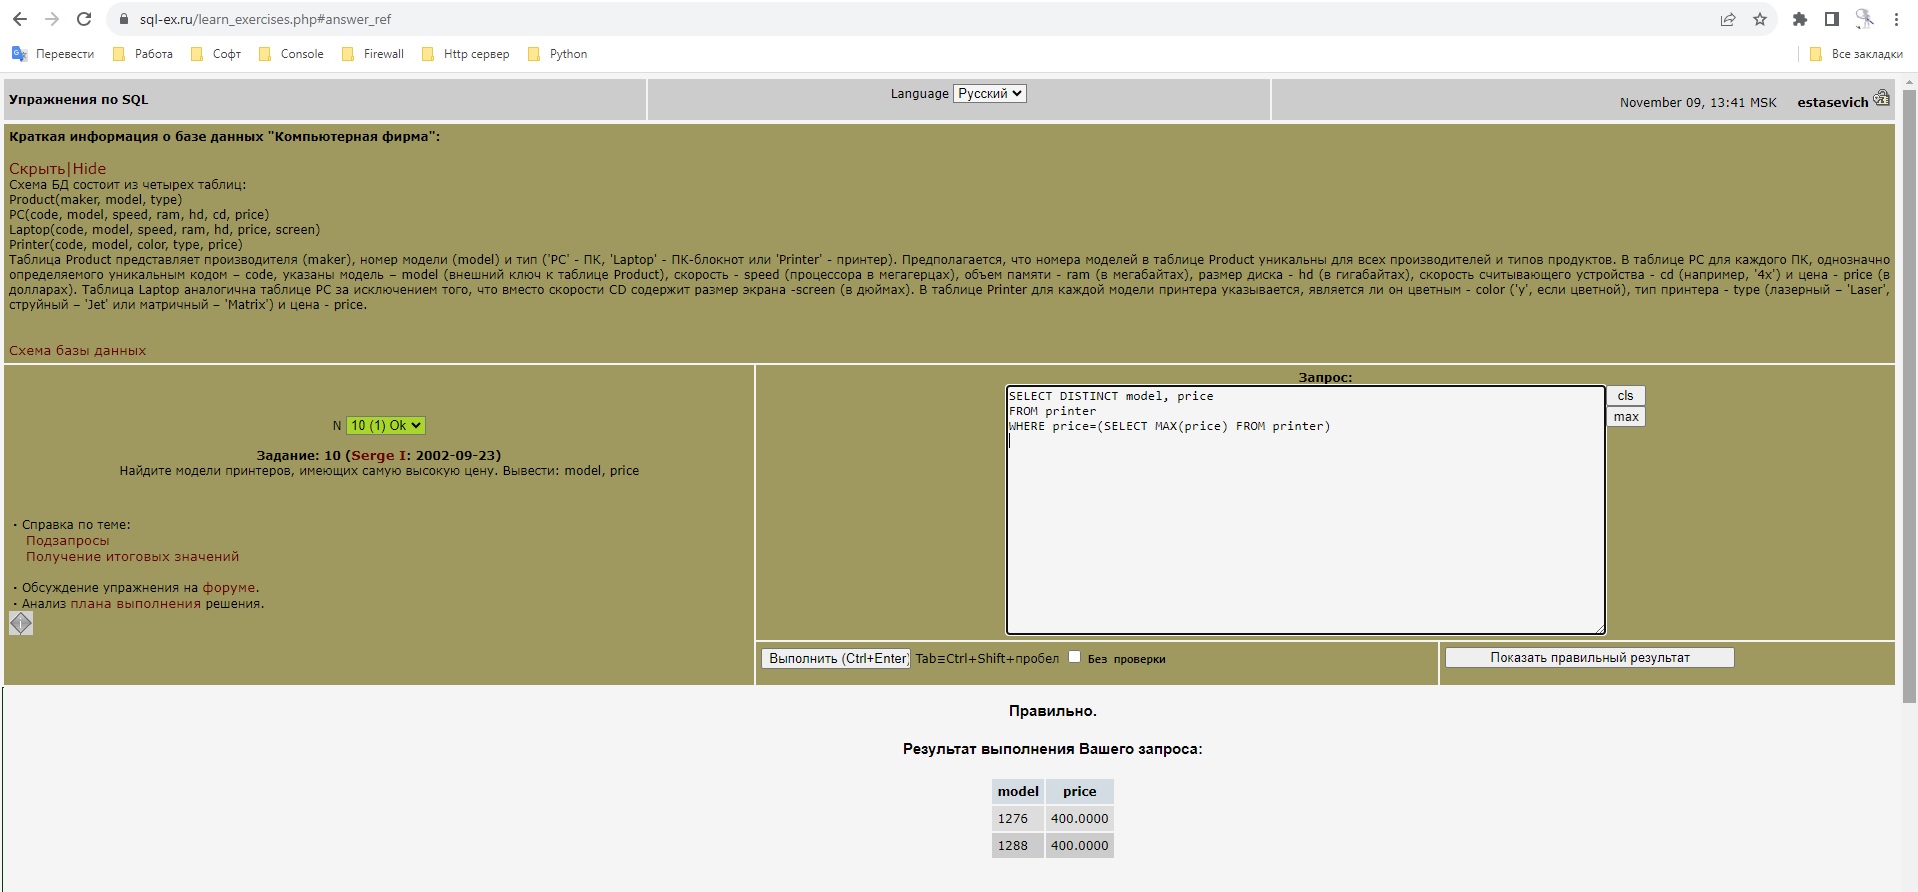 sql-ex.ru/learn_exercises.php#answer_ref
Перевести
Работа
Софт
Console
Firewall
Http сервер
Python
Все закладки
Упражнения по SQL
Language Русский
November 09, 13:41 MSK estasevich
Краткая информация о базе данных "Компьютерная фирма":
Скрыть|Hide
Схема БД состоит из четырех таблиц:
Product(maker, model, type)
PC(code, model, speed, ram, hd, cd, price)
Laptop(code, model, speed, ram, hd, price, screen)
Printer(code, model, color, type, price)
Таблица Product представляет производителя (maker), номер модели (model) и тип ('PC' - ПК, 'Laptop' - ПК-блокнот или 'Printer' - принтер). Предполагается, что номера моделей в таблице Product уникальны для всех производителей и типов продуктов. В таблице PC для каждого ПК, однозначно
определяемого уникальным кодом – code, указаны модель – model (внешний ключ к таблице Product), скорость - speed (процессора в мегагерцах), объем памяти - ram (в мегабайтах), размер диска - hd (в гигабайтах), скорость считывающего устройства - cd (например, '4x') и цена - price (в
долларах). Таблица Laptop аналогична таблице РС за исключением того, что вместо скорости CD содержит размер экрана -screen (в дюймах). В таблице Printer для каждой модели принтера указывается, является ли он цветным - color ('y', если цветной), тип принтера - type (лазерный – 'Laser',
струйный – 'Jet' или матричный – 'Matrix') и цена - price.
Схема базы данных
N 10 (1) Ok
Задание: 10 (Serge I: 2002-09-23)
Найдите модели принтеров, имеющих самую высокую цену. Вывести: model, price
· Справка по теме:
Подзапросы
Получение итоговых значений
· Обсуждение упражнения на форуме.
· Анализ плана выполнения решения.
Запрос:
SELECT DISTINCT model, price
FROM printer
WHERE price=(SELECT MAX(price) FROM printer)
cls
max
Выполнить (Ctrl+Enter) Tab≡Ctrl+Shift+пробел Без проверки
Показать правильный результат
Правильно.
Результат выполнения Вашего запроса:
model price
1276 400.0000
1288 400.0000